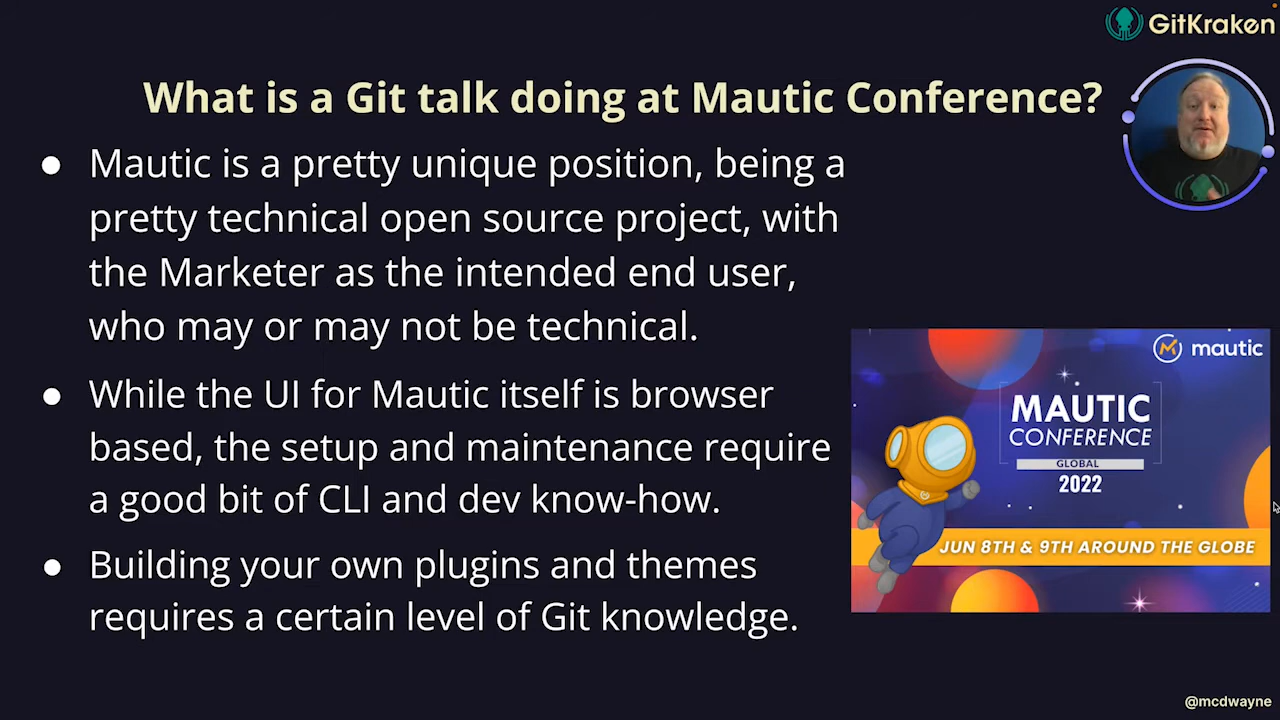 GitKraken
What is a Git talk doing at Mautic Conference?
● Mautic is a pretty unique position, being a
pretty technical open source project, with
the Marketer as the intended end user,
who may or may not be technical.
● While the UI for Mautic itself is browser
based, the setup and maintenance require
a good bit of CLI and dev know-how.
● Building your own plugins and themes
requires a certain level of Git knowledge.
mautic
MAUTIC
CONFERENCE
GLOBAL
2022
JUN 8TH & 9TH AROUND THE GLOBE
@mcdwayne